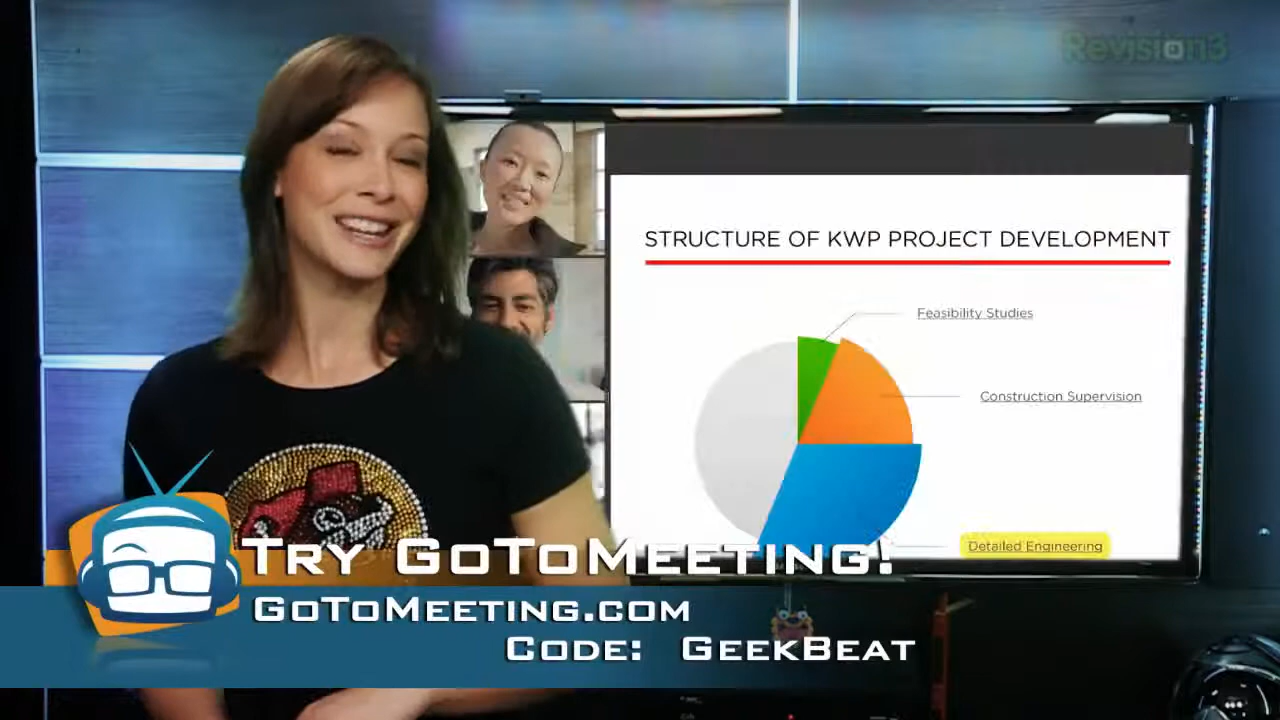 Revision3
STRUCTURE OF KWP PROJECT DEVELOPMENT
Feasibility Studies
Construction Supervision
Detailed Engineering
TRY GOTOMEETING!
GOTOMEETING.COM
CODE: GEEKBEAT